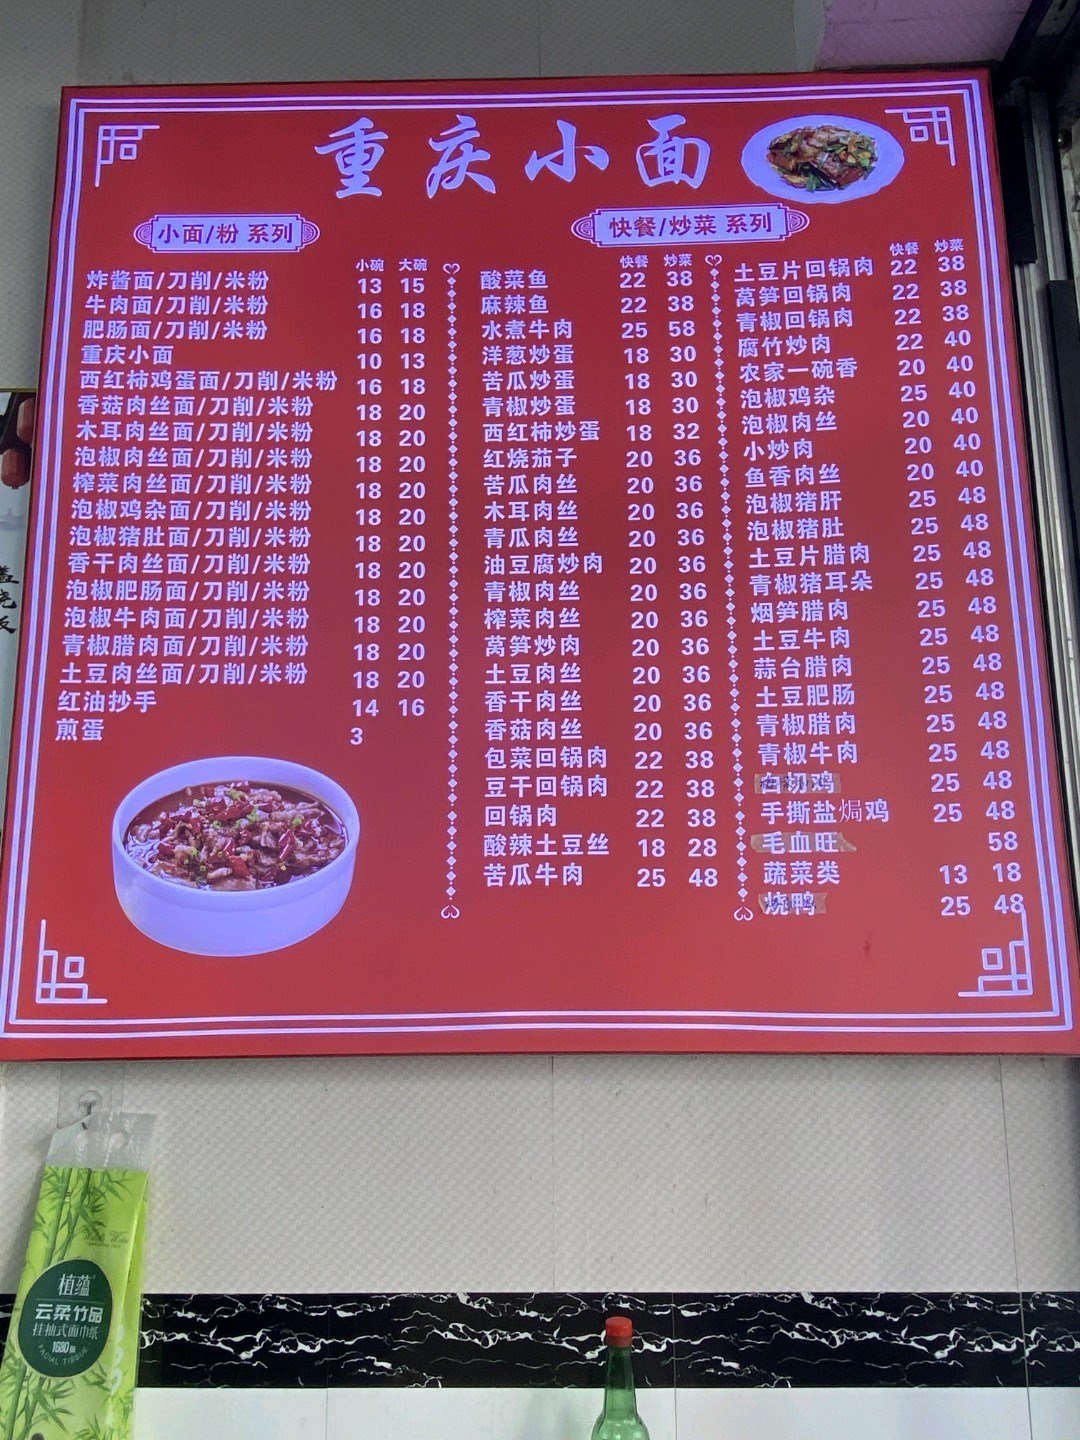 重庆小面
小面/粉 系列
小碗 大碗
炸酱面/刀削/米粉 13 15
牛肉面/刀削/米粉 16 18
肥肠面/刀削/米粉 16 18
重庆小面 10 13
西红柿鸡蛋面/刀削/米粉 16 18
香菇肉丝面/刀削/米粉 18 20
木耳肉丝面/刀削/米粉 18 20
泡椒肉丝面/刀削/米粉 18 20
榨菜肉丝面/刀削/米粉 18 20
泡椒鸡杂面/刀削/米粉 18 20
泡椒猪肚面/刀削/米粉 18 20
香干肉丝面/刀削/米粉 18 20
泡椒肥肠面/刀削/米粉 18 20
泡椒牛肉面/刀削/米粉 18 20
青椒腊肉面/刀削/米粉 18 20
土豆肉丝面/刀削/米粉 18 20
红油抄手 14 16
煎蛋 3
快餐/炒菜 系列
快餐 炒菜
酸菜鱼 22 38
麻辣鱼 22 38
水煮牛肉 25 58
洋葱炒蛋 18 30
苦瓜炒蛋 18 30
青椒炒蛋 18 30
西红柿炒蛋 18 32
红烧茄子 20 36
苦瓜肉丝 20 36
木耳肉丝 20 36
青瓜肉丝 20 36
油豆腐炒肉 20 36
青椒肉丝 20 36
榨菜肉丝 20 36
莴笋炒肉 20 36
土豆肉丝 20 36
香干肉丝 20 36
香菇肉丝 20 36
包菜回锅肉 22 38
豆干回锅肉 22 38
回锅肉 22 38
酸辣土豆丝 18 28
苦瓜牛肉 25 48
快餐 炒菜
土豆片回锅肉 22 38
莴笋回锅肉 22 38
青椒回锅肉 22 38
腐竹炒肉 22 40
农家一碗香 20 40
泡椒鸡杂 25 40
泡椒肉丝 20 40
小炒肉 20 40
鱼香肉丝 20 40
泡椒猪肝 25 48
泡椒猪肚 25 48
土豆片腊肉 25 48
青椒猪耳朵 25 48
烟笋腊肉 25 48
土豆牛肉 25 48
蒜台腊肉 25 48
土豆肥肠 25 48
青椒腊肉 25 48
青椒牛肉 25 48
白切鸡 25 48
手撕盐焗鸡 25 48
毛血旺 58
蔬菜类 13 18
烧鸭 25 48
植蕴
云柔竹品
挂抽式面巾纸
1680张
FACIAL TISSUE